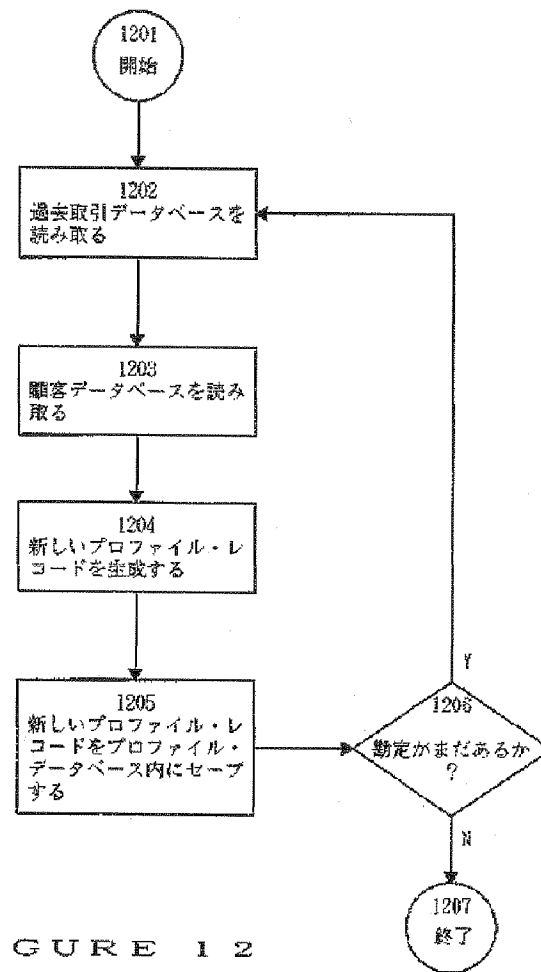 1201
開始
1202
過去取引データベースを
読み取る
1203
顧客データベースを読み
取る
1204
新しいプロファイル・レ
コードを生成する
1205
新しいプロファイル・レ
コードをプロファイル・
データベース内にセーブ
する
Y
1206
勘定がまだあるか
?
N
1207
終了
GURE 12